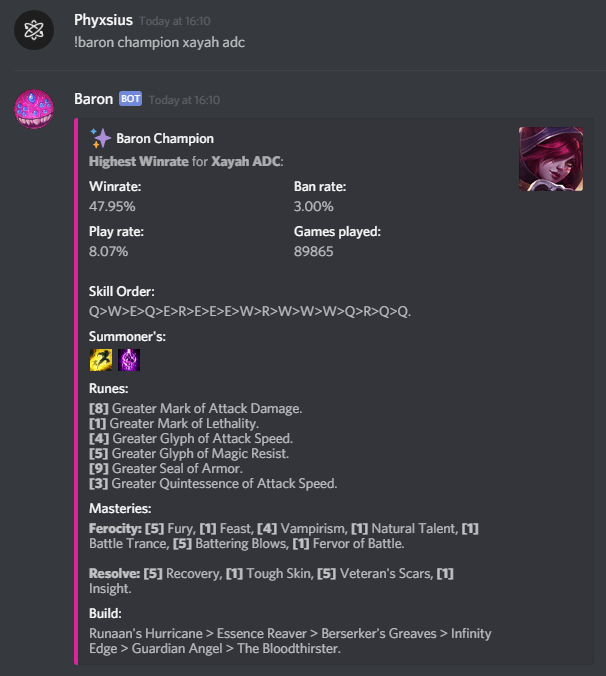 Phyxsius Today at 16:10
!baron champion xayah adc
Baron BOT Today at 16:10
Baron Champion
Highest Winrate for Xayah ADC:
Winrate: Ban rate:
47.95% 3.00%
Play rate: Games played:
8.07% 89865
Skill Order:
Q>W>E>Q>E>R>E>E>E>W>R>W>W>W>Q>R>Q>Q.
Summoner's:
Runes:
[8] Greater Mark of Attack Damage.
[1] Greater Mark of Lethality.
[4] Greater Glyph of Attack Speed.
[5] Greater Glyph of Magic Resist.
[9] Greater Seal of Armor.
[3] Greater Quintessence of Attack Speed.
Masteries:
Ferocity: [5] Fury, [1] Feast, [4] Vampirism, [1] Natural Talent, [1]
Battle Trance, [5] Battering Blows, [1] Fervor of Battle.
Resolve: [5] Recovery, [1] Tough Skin, [5] Veteran's Scars, [1]
Insight.
Build:
Runaan's Hurricane > Essence Reaver > Berserker's Greaves > Infinity
Edge > Guardian Angel > The Bloodthirster.